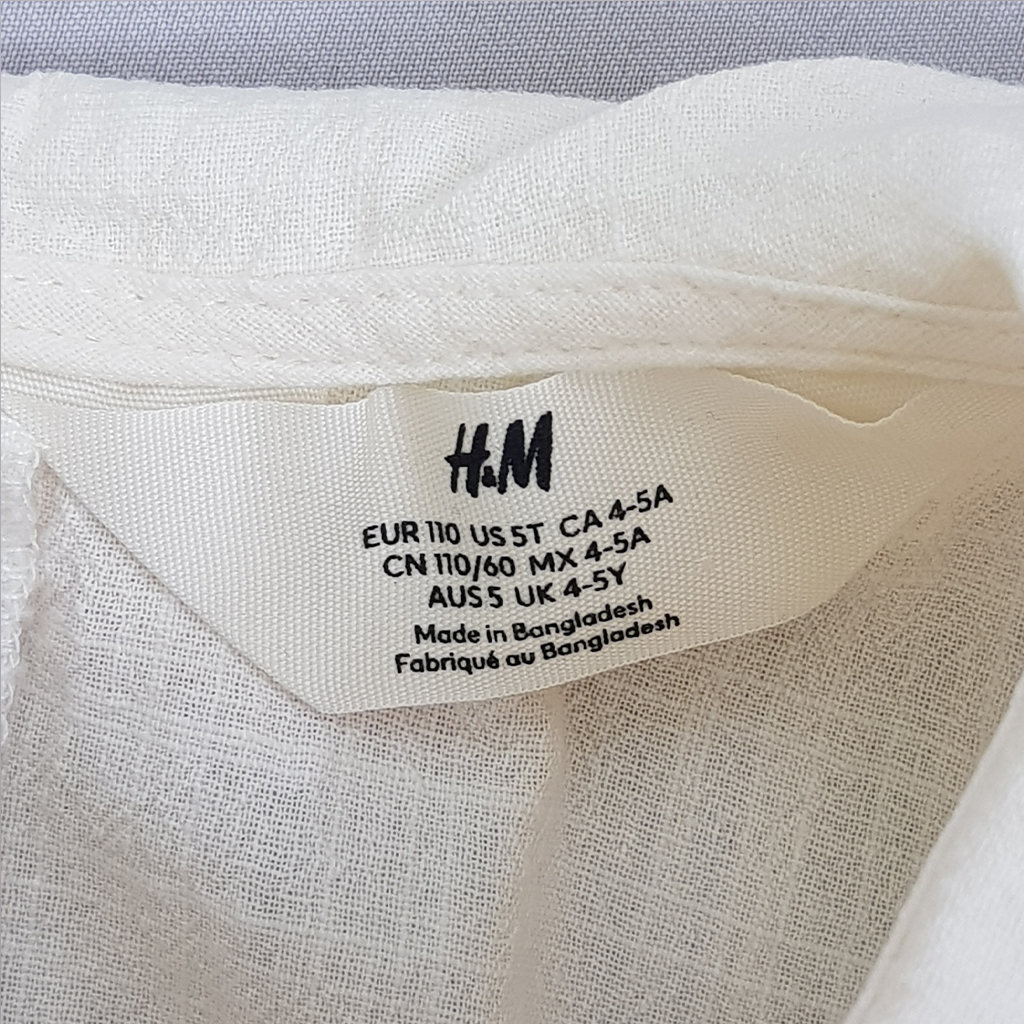 H&M
EUR 110 US 5T CA 4-5A
CN 110/60 MX 4-5A
AUS 5 UK 4-5Y
Made in Bangladesh
Fabriqué au Bangladesh